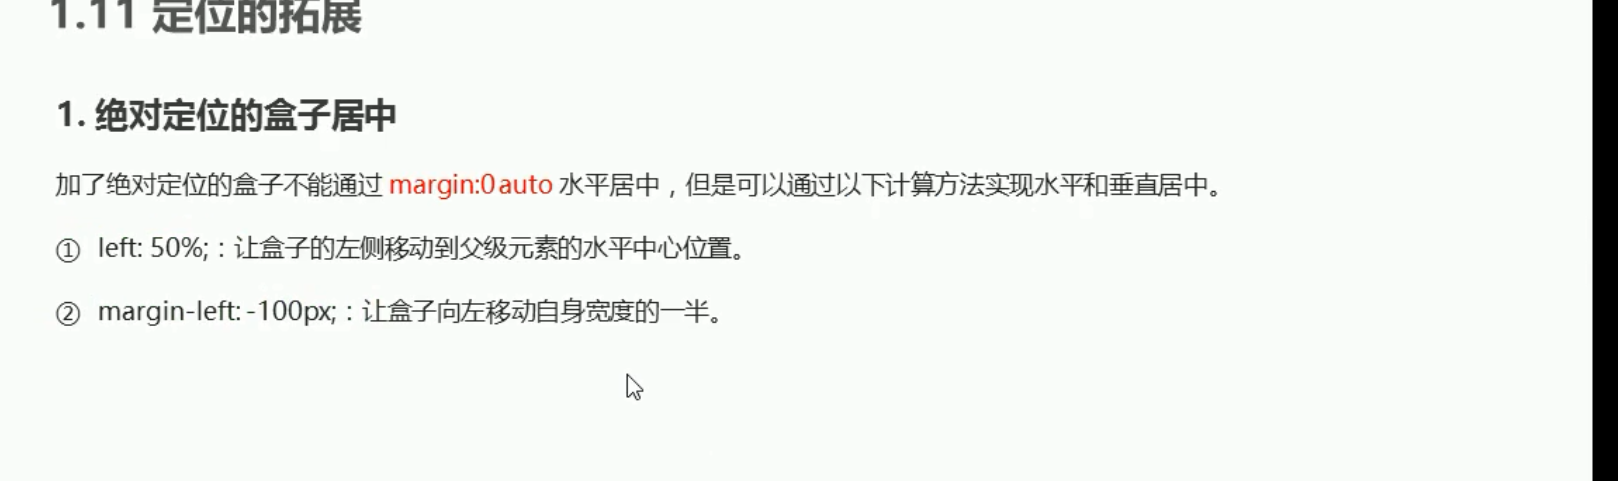 1.11 定位的拓展
1. 绝对定位的盒子居中
加了绝对定位的盒子不能通过 margin:0 auto 水平居中，但是可以通过以下计算方法实现水平和垂直居中。
① left: 50%;：让盒子的左侧移动到父级元素的水平中心位置。
② margin-left: -100px;：让盒子向左移动自身宽度的一半。